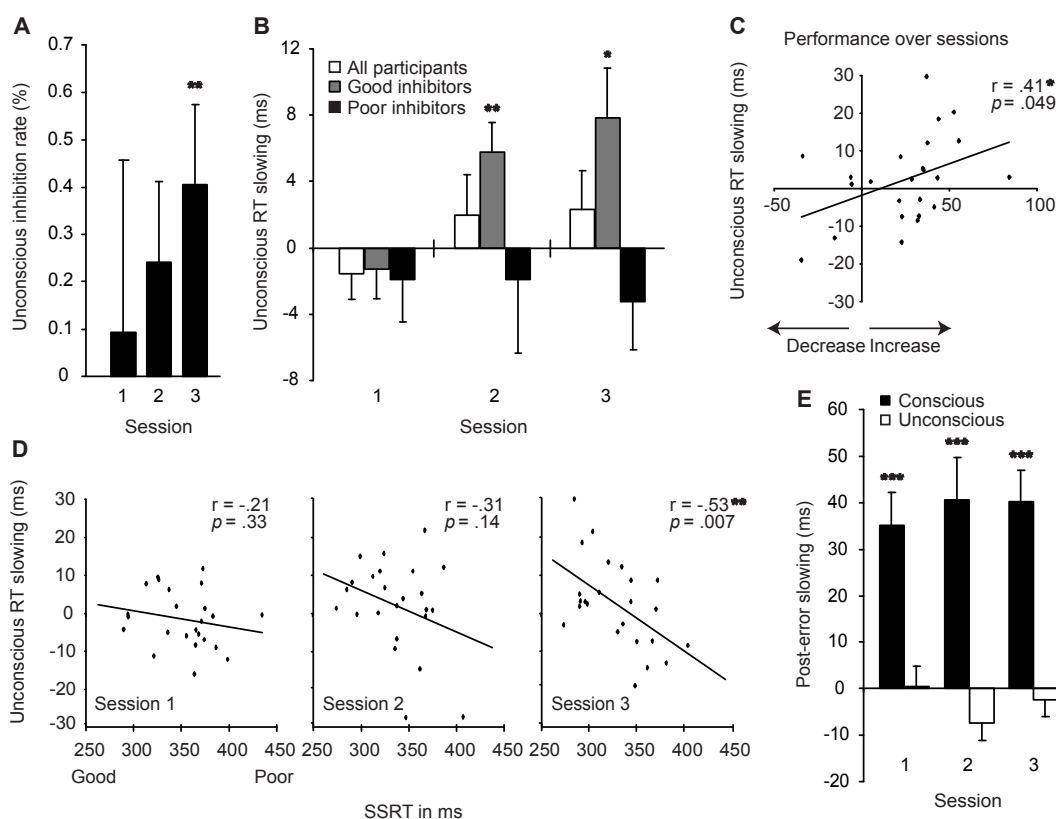 A
Unconscious inhibition rate (%)
0.7
0.6
0.5
0.4
0.3
0.2
0.1
0
**
1 2 3
Session
B
Unconscious RT slowing (ms)
12
8
4
0
-4
-8
All participants
Good inhibitors
Poor inhibitors
**
*
1 2 3
Session
C
Performance over sessions
Unconscious RT slowing (ms)
30
20
10
0
-10
-20
-30
-50 50 100
r = .41*
p = .049
Decrease Increase
D
Unconscious RT slowing (ms)
30
20
10
0
-10
-20
-30
r = -.21
p = .33
Session 1
r = -.31
p = .14
Session 2
r = -.53**
p = .007
Session 3
250 300 350 400 450
250 300 350 400 450
250 300 350 400 450
Good Poor
SSRT in ms
E
Post-error slowing (ms)
Conscious
Unconscious
60
50
40
30
20
10
0
-10
-20
***
***
***
1 2 3
Session